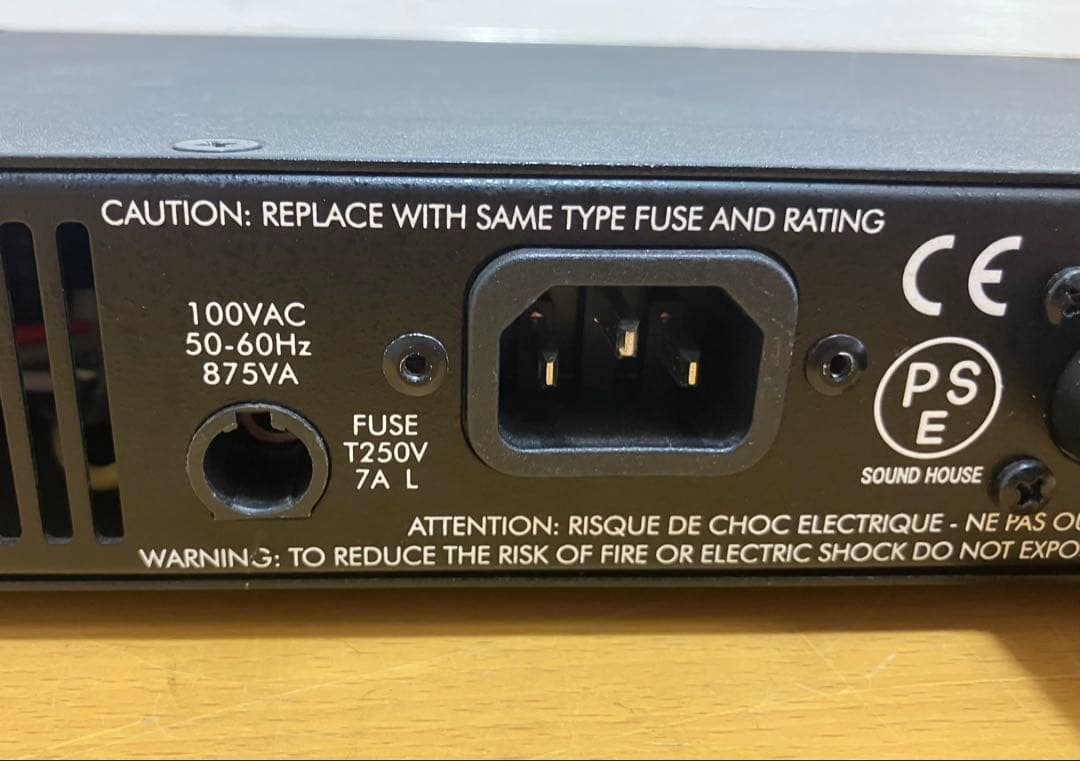 CAUTION: REPLACE WITH SAME TYPE FUSE AND RATING
CE
100VAC
50-60Hz
875VA
FUSE
T250V
7A L
PS
E
SOUND HOUSE
ATTENTION: RISQUE DE CHOC ELECTRIQUE - NE PAS OU
WARNING: TO REDUCE THE RISK OF FIRE OR ELECTRIC SHOCK DO NOT EXPO